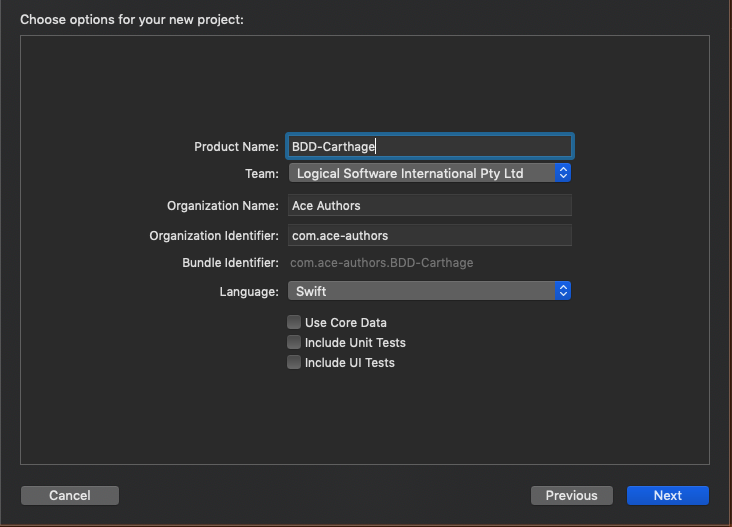 Choose options for your new project:
Product Name: BDD-Carthage
Team: Logical Software International Pty Ltd
Organization Name: Ace Authors
Organization Identifier: com.ace-authors
Bundle Identifier: com.ace-authors.BDD-Carthage
Language: Swift
Use Core Data
Include Unit Tests
Include UI Tests
Cancel Previous Next